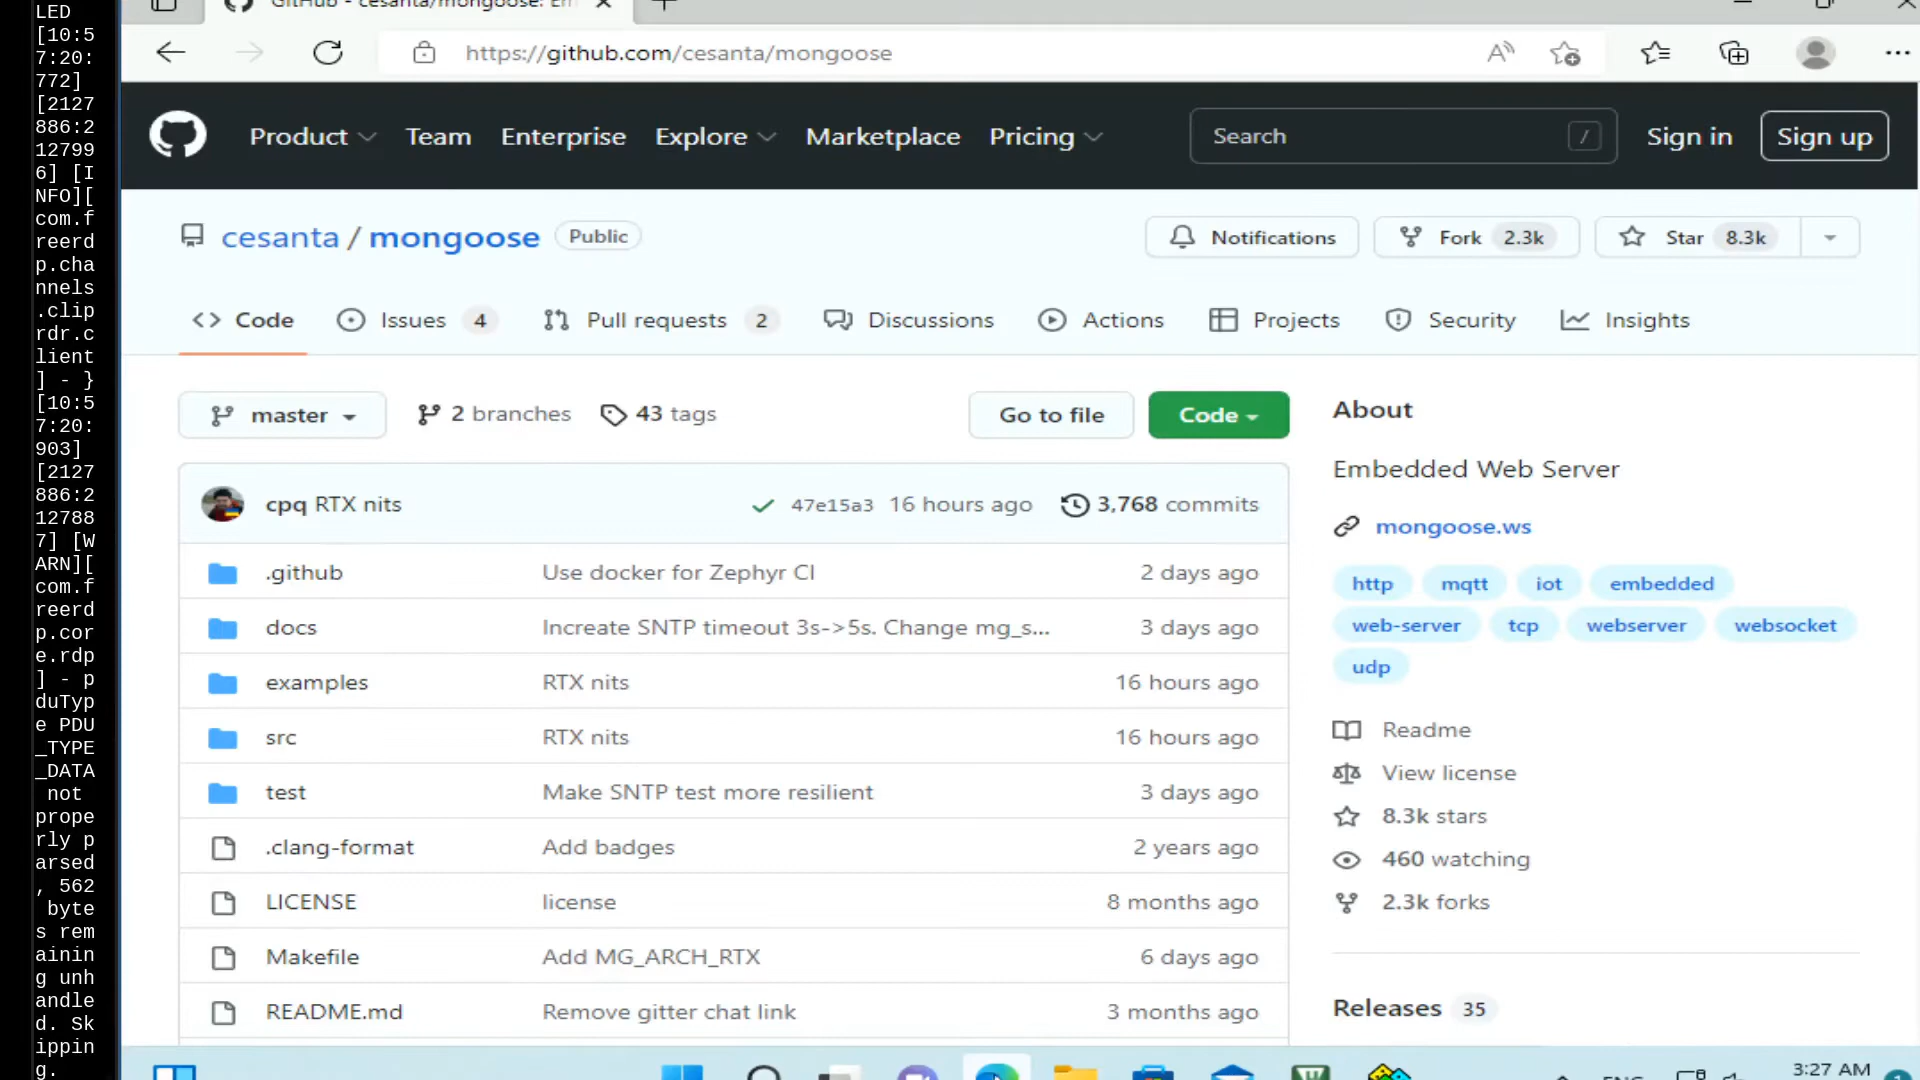 LED
[10:5
7:20:
772]
[2127
886:2
12799
6] [I
NFO][
com.f
reerd
p.cha
nnels
.clip
rdr.c
lient
] - }
[10:5
7:20:
903]
[2127
886:2
12788
7] [W
ARN][
com.f
reerd
p.cor
e.rdp
] - p
duTyp
e PDU
_TYPE
_DATA
not
prope
rly p
arsed
, 562
byte
s rem
ainin
g unh
andle
d. Sk
ippin
g.
GitHub - cesanta/mongoose: Em
https://github.com/cesanta/mongoose
Product Team Enterprise Explore Marketplace Pricing Search / Sign in Sign up
cesanta / mongoose Public Notifications Fork 2.3k Star 8.3k
<> Code Issues 4 Pull requests 2 Discussions Actions Projects Security Insights
master 2 branches 43 tags Go to file Code
cpq RTX nits 47e15a3 16 hours ago 3,768 commits
.github Use docker for Zephyr CI 2 days ago
docs Increate SNTP timeout 3s->5s. Change mg_s... 3 days ago
examples RTX nits 16 hours ago
src RTX nits 16 hours ago
test Make SNTP test more resilient 3 days ago
.clang-format Add badges 2 years ago
LICENSE license 8 months ago
Makefile Add MG_ARCH_RTX 6 days ago
README.md Remove gitter chat link 3 months ago
About
Embedded Web Server
mongoose.ws
http mqtt iot embedded
web-server tcp webserver websocket
udp
Readme
View license
8.3k stars
460 watching
2.3k forks
Releases 35
ENG 3:27 AM